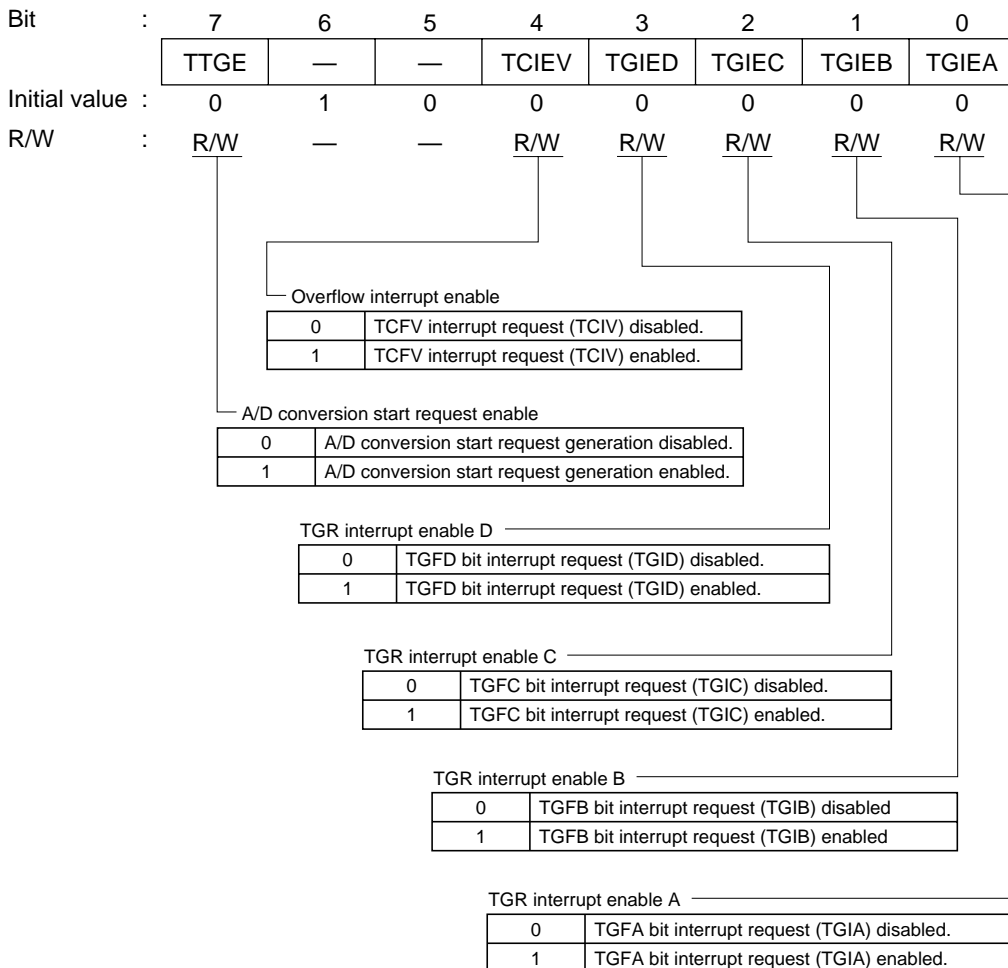 Bit : 7 6 5 4 3 2 1 0
TTGE — — TCIEV TGIED TGIEC TGIEB TGIEA
Initial value : 0 1 0 0 0 0 0 0
R/W : R/W — — R/W R/W R/W R/W R/W
Overflow interrupt enable
0 TCFV interrupt request (TCIV) disabled.
1 TCFV interrupt request (TCIV) enabled.
A/D conversion start request enable
0 A/D conversion start request generation disabled.
1 A/D conversion start request generation enabled.
TGR interrupt enable D
0 TGFD bit interrupt request (TGID) disabled.
1 TGFD bit interrupt request (TGID) enabled.
TGR interrupt enable C
0 TGFC bit interrupt request (TGIC) disabled.
1 TGFC bit interrupt request (TGIC) enabled.
TGR interrupt enable B
0 TGFB bit interrupt request (TGIB) disabled
1 TGFB bit interrupt request (TGIB) enabled
TGR interrupt enable A
0 TGFA bit interrupt request (TGIA) disabled.
1 TGFA bit interrupt request (TGIA) enabled.